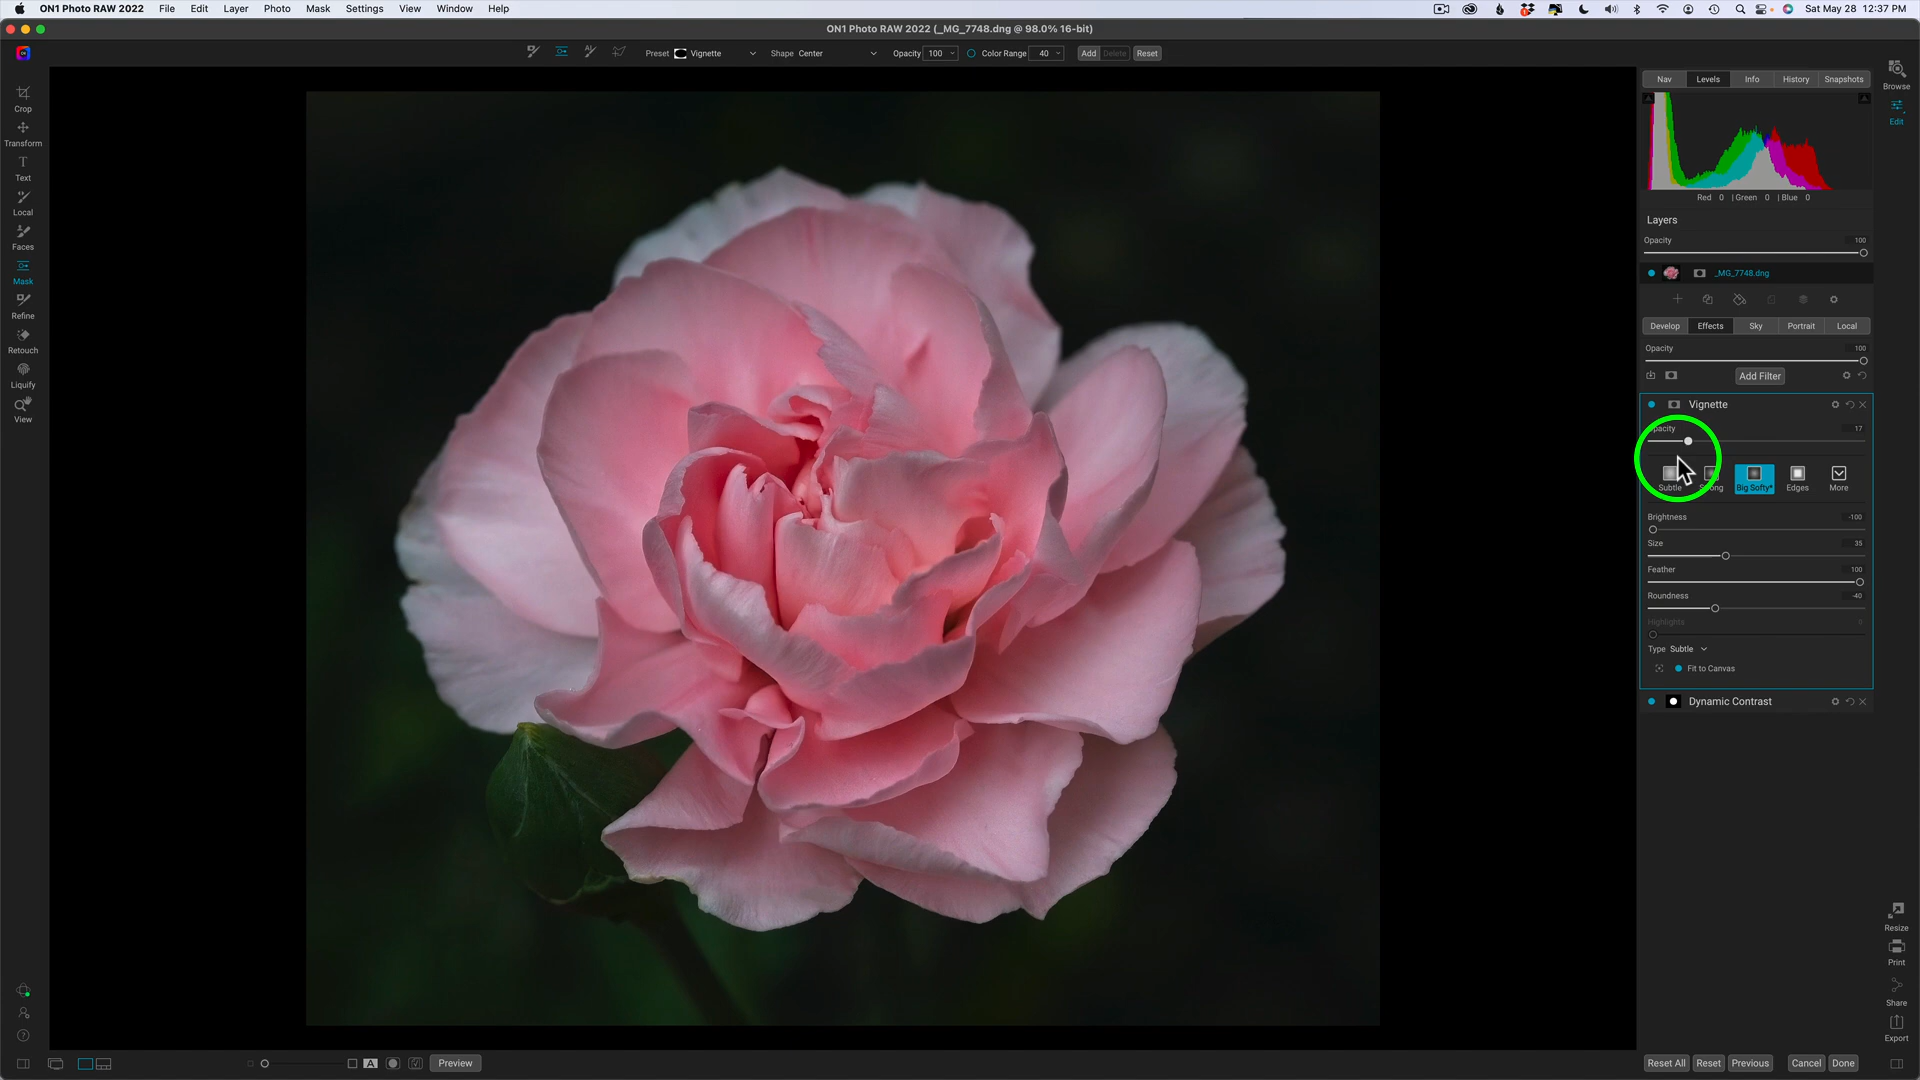 ON1 Photo RAW 2022 File Edit Layer Photo Mask Settings View Window Help Sat May 28 12:37 PM
ON1 Photo RAW 2022 (_MG_7748.dng @ 98.0% 16-bit)
Preset Vignette Shape Center Opacity 100 Color Range 40 Add Delete Reset
Crop
Transform
Text
Local
Faces
Mask
Refine
Retouch
Liquify
View
Nav Levels Info History Snapshots
Browse
Edit
Red 0 | Green 0 | Blue 0
Layers
Opacity 100
_MG_7748.dng
Develop Effects Sky Portrait Local
Opacity 100
Add Filter
Vignette
pacity 17
Subtle Big Softy* Edges More
Brightness -100
Size 35
Feather 100
Roundness -40
Highlights 0
Type Subtle
Fit to Canvas
Dynamic Contrast
Resize
Print
Share
Export
A Preview
Reset All Reset Previous Cancel Done